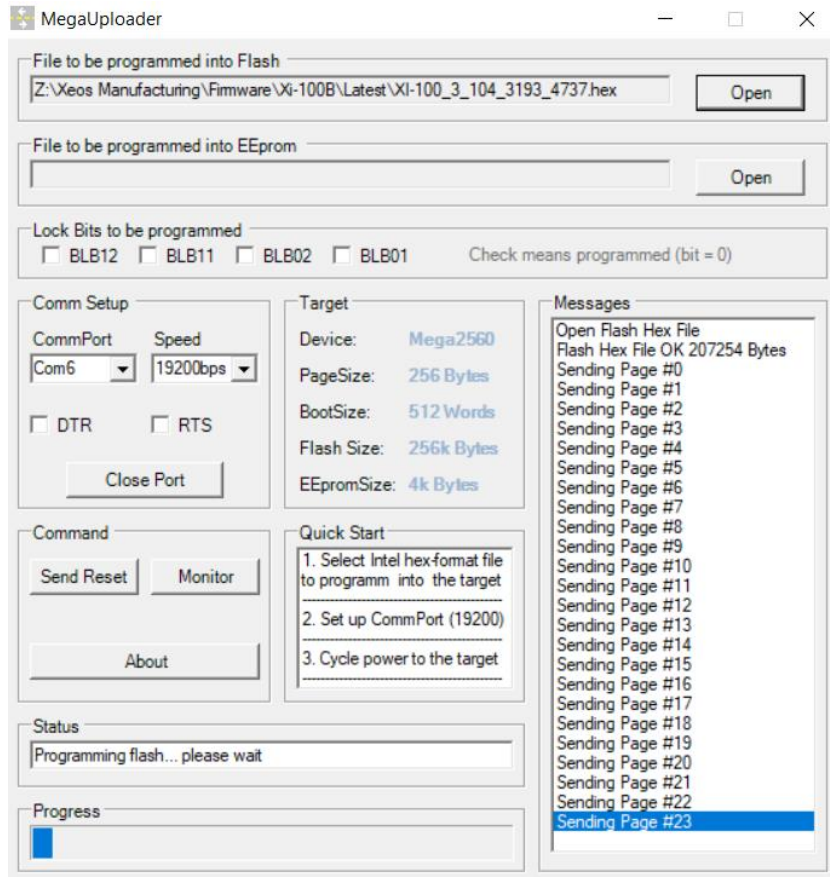 MegaUploader
File to be programmed into Flash
Z:\Xeos Manufacturing\Firmware\Xi-100B\Latest\XI-100_3_104_3193_4737.hex
Open
File to be programmed into EEprom
Open
Lock Bits to be programmed
BLB12 BLB11 BLB02 BLB01 Check means programmed (bit = 0)
Comm Setup
CommPort Speed
Com6 19200bps
DTR RTS
Close Port
Target
Device: Mega2560
PageSize: 256 Bytes
BootSize: 512 Words
Flash Size: 256k Bytes
EEpromSize: 4k Bytes
Command
Send Reset Monitor
About
Quick Start
1. Select Intel hex-format file
to programm into the target
2. Set up CommPort (19200)
3. Cycle power to the target
Status
Programming flash... please wait
Progress
Messages
Open Flash Hex File
Flash Hex File OK 207254 Bytes
Sending Page #0
Sending Page #1
Sending Page #2
Sending Page #3
Sending Page #4
Sending Page #5
Sending Page #6
Sending Page #7
Sending Page #8
Sending Page #9
Sending Page #10
Sending Page #11
Sending Page #12
Sending Page #13
Sending Page #14
Sending Page #15
Sending Page #16
Sending Page #17
Sending Page #18
Sending Page #19
Sending Page #20
Sending Page #21
Sending Page #22
Sending Page #23